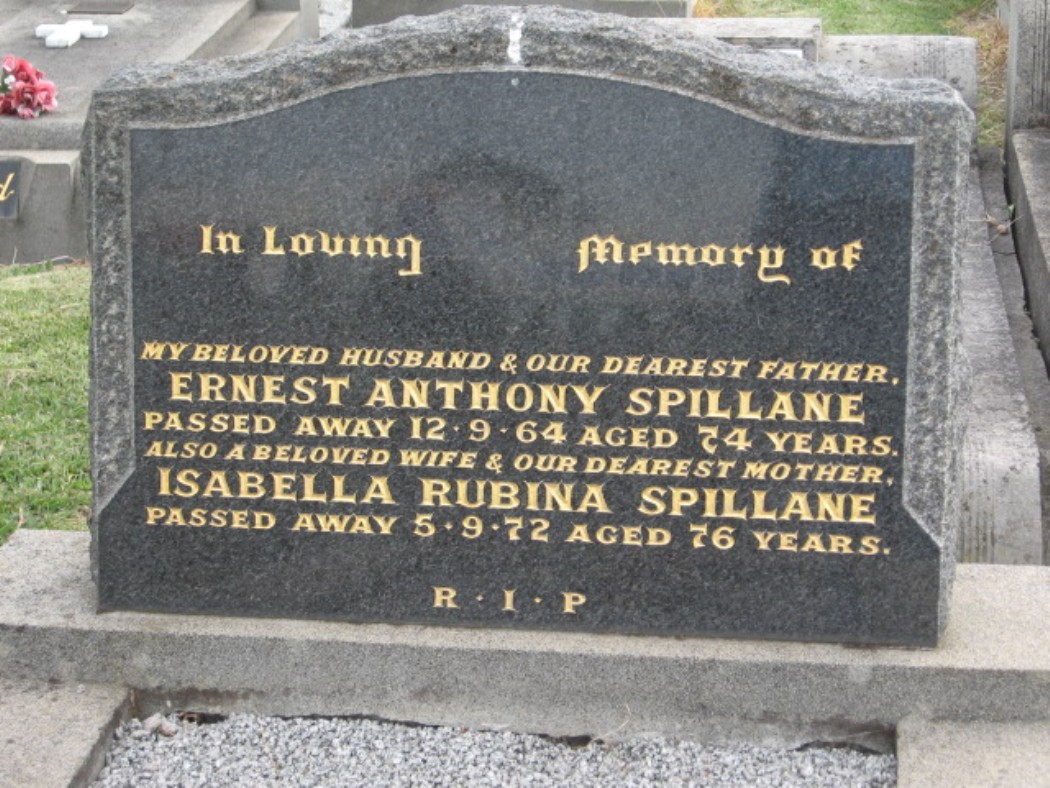 In Loving Memory of
MY BELOVED HUSBAND & OUR DEAREST FATHER,
ERNEST ANTHONY SPILLANE
PASSED AWAY 12·9·64 AGED 74 YEARS.
ALSO A BELOVED WIFE & OUR DEAREST MOTHER,
ISABELLA RUBINA SPILLANE
PASSED AWAY 5·9·72 AGED 76 YEARS.
R·I·P